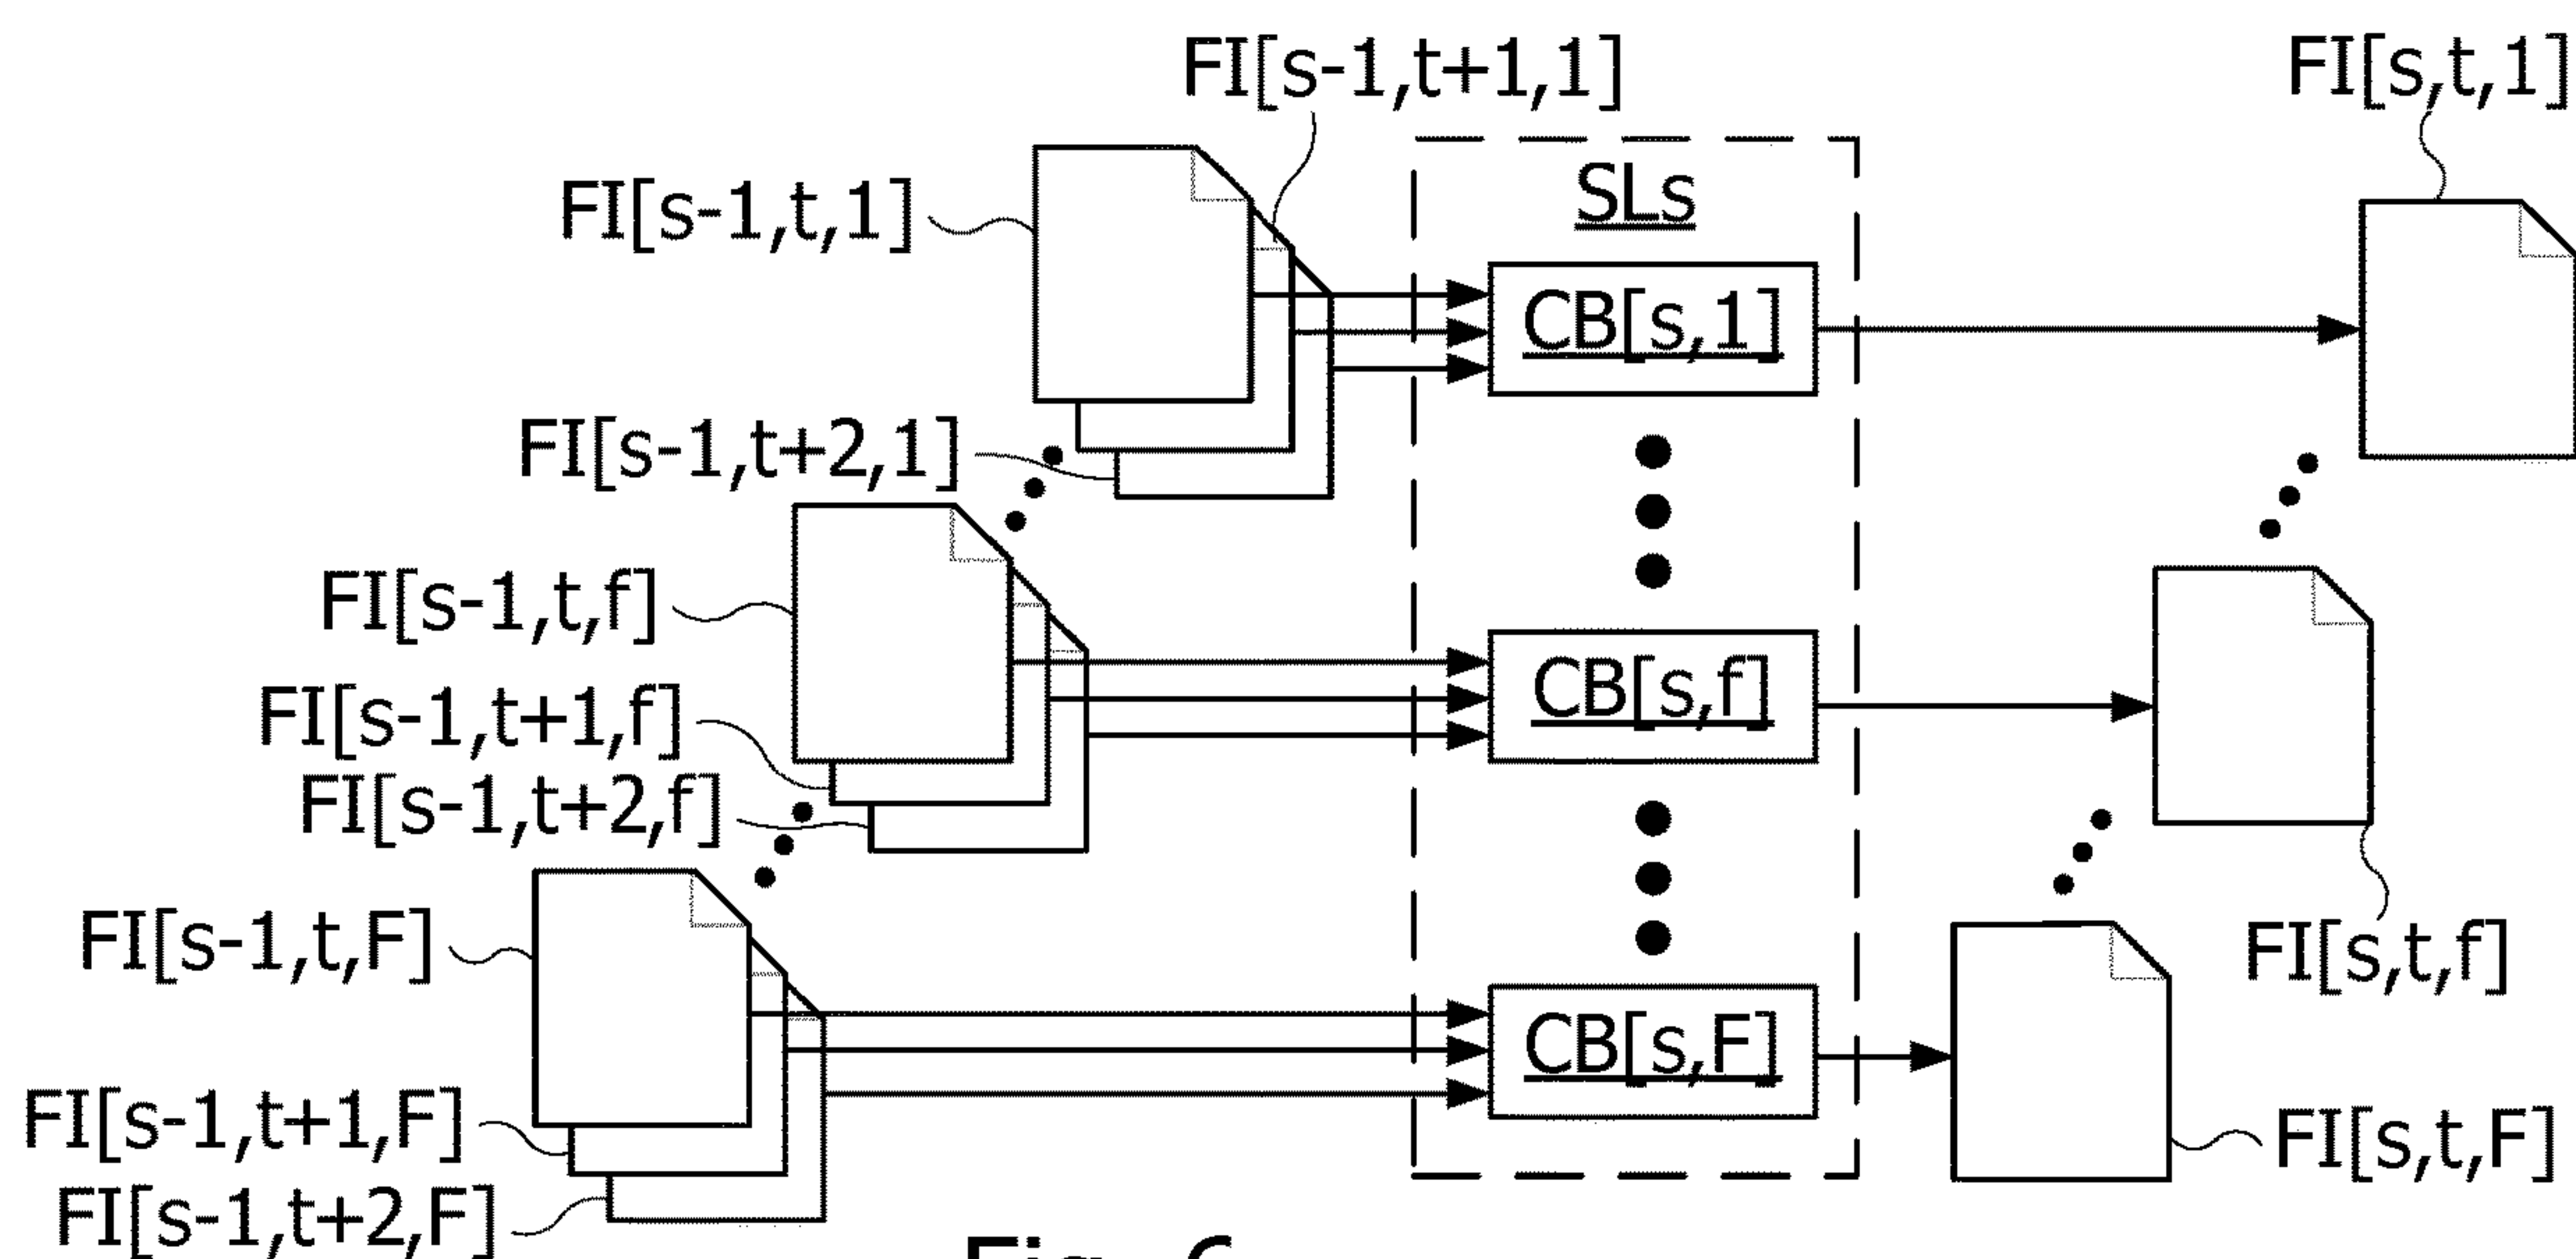 FI[s-1,t+1,1]
FI[s,t,1]
FI[s-1,t,1]
SLs
CB[s,1]
FI[s-1,t+2,1]
FI[s-1,t,f]
CB[s,f]
FI[s-1,t+1,f]
FI[s-1,t+2,f]
FI[s-1,t,F]
FI[s,t,f]
CB[s,F]
FI[s-1,t+1,F]
FI[s,t,F]
FI[s-1,t+2,F]